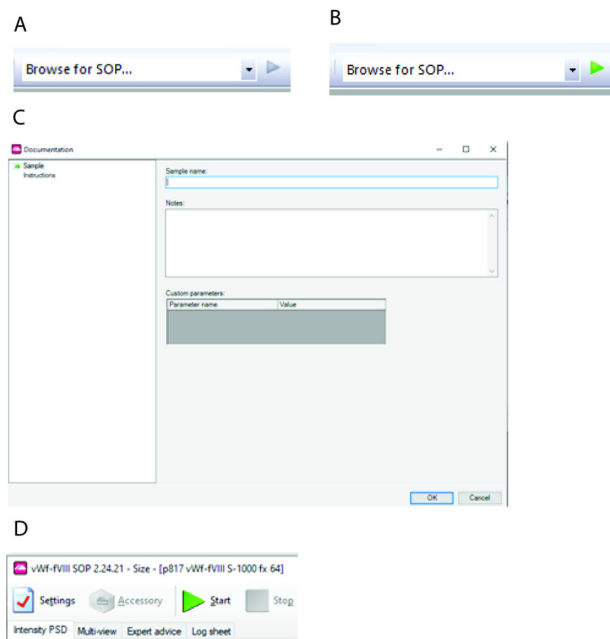 A
B
Browse for SOP...
Browse for SOP...
C
Documentation
Sample
Instructions
Sample name:
Notes:
Custom parameters:
Parameter name Value
OK Cancel
D
vWf-fVIII SOP 2.24.21 - Size - [p817 vWf-fVIII S-1000 fx 64]
Settings Accessory Start Stop
Intensity PSD Multi-view Expert advice Log sheet